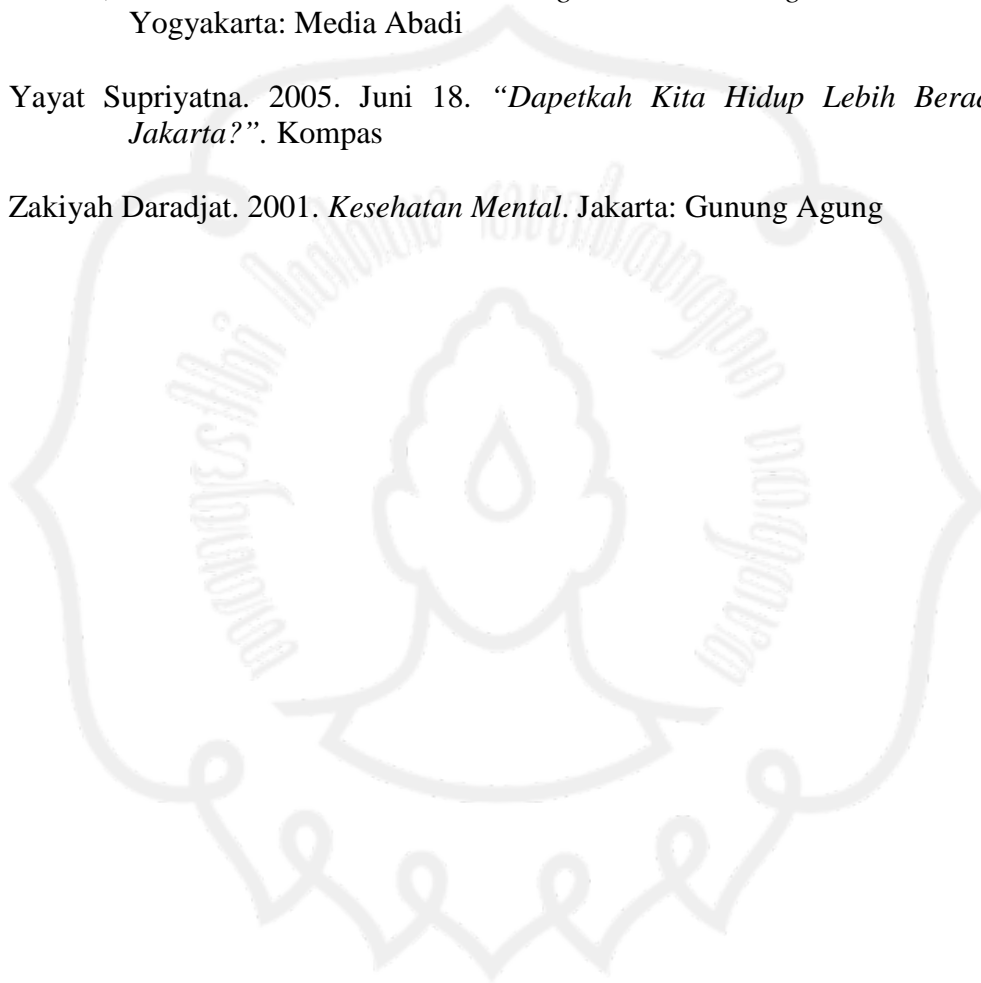 Yogyakarta: Media Abadi
Yayat Supriyatna. 2005. Juni 18. “Dapetkah Kita Hidup Lebih
Jakarta?”. Kompas
Zakiyah Daradjat. 2001. Kesehatan Mental. Jakarta: Gunung Agung